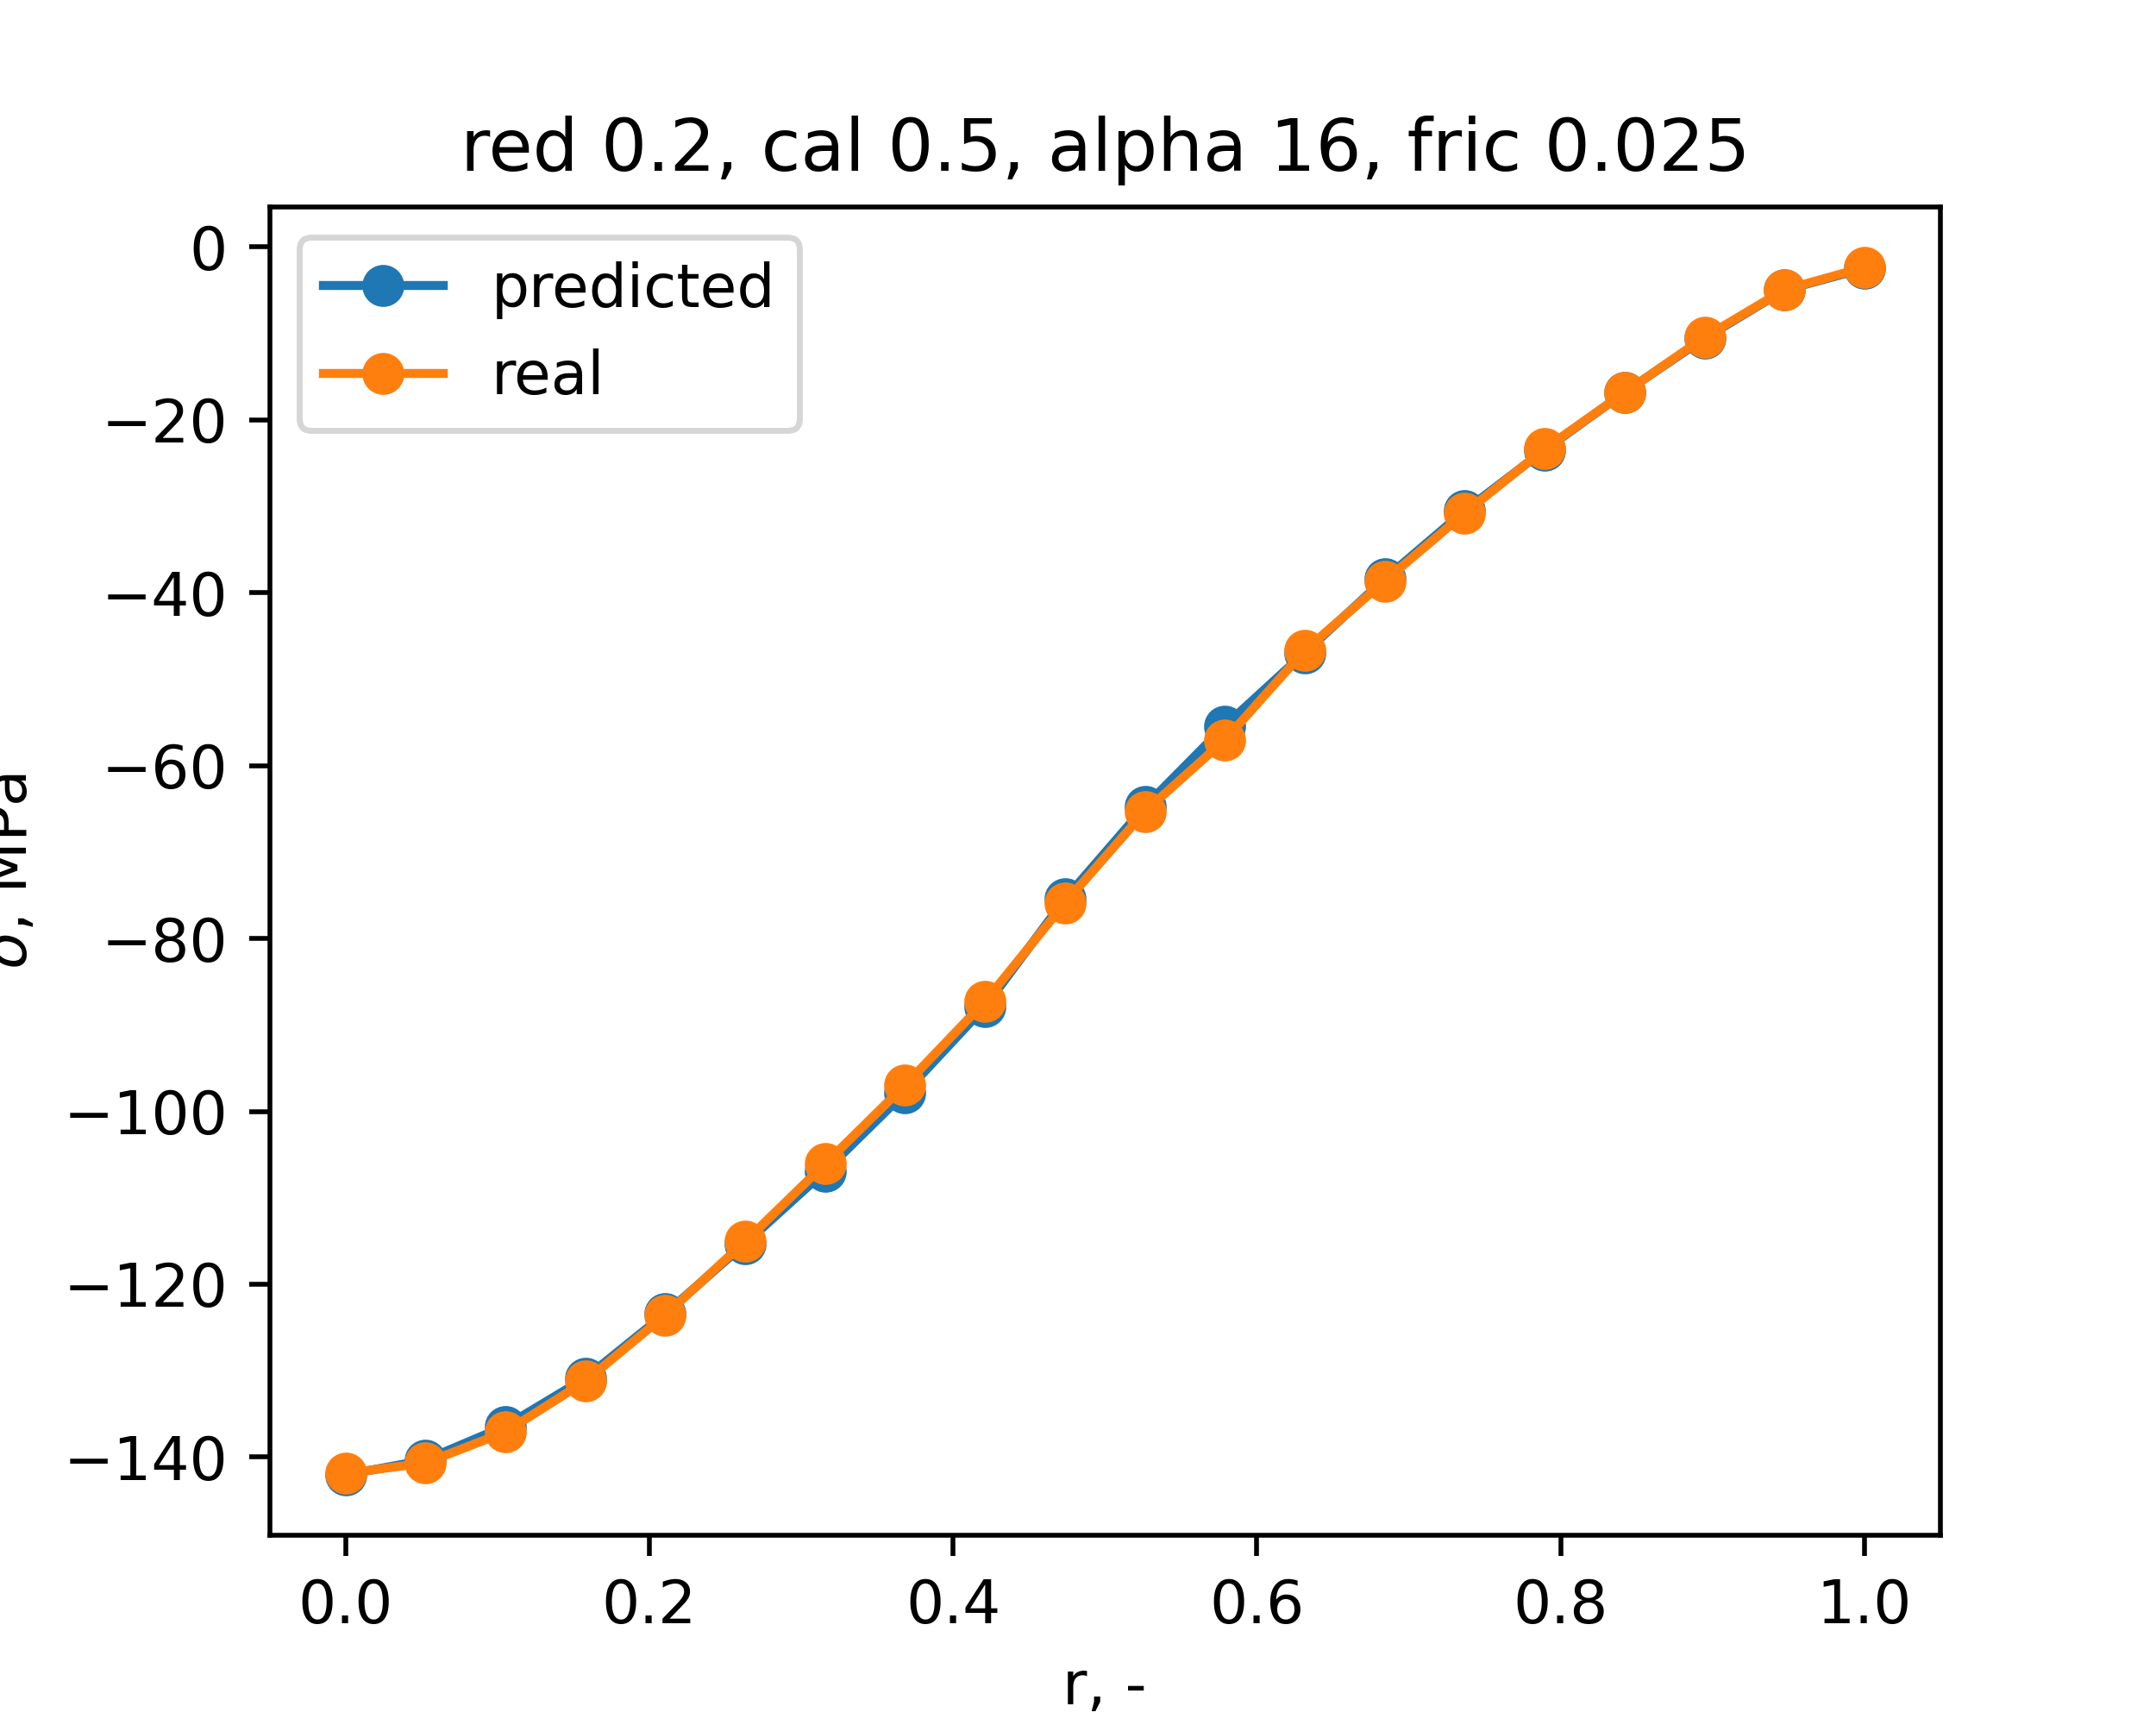 red 0.2, cal 0.5, alpha 16, fric 0.025
predicted
real
0
−20
−40
−60
−80
−100
−120
−140
σ, MPa
0.0 0.2 0.4 0.6 0.8 1.0
r, -